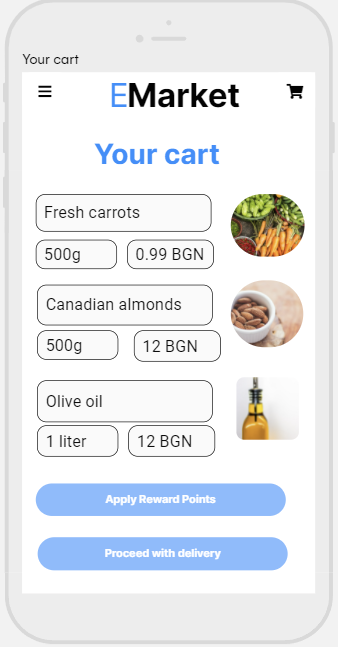 Your cart
EMarket
Your cart
Fresh carrots
500g
0.99 BGN
Canadian almonds
500g
12 BGN
Olive oil
1 liter
12 BGN
Apply Reward Points
Proceed with delivery